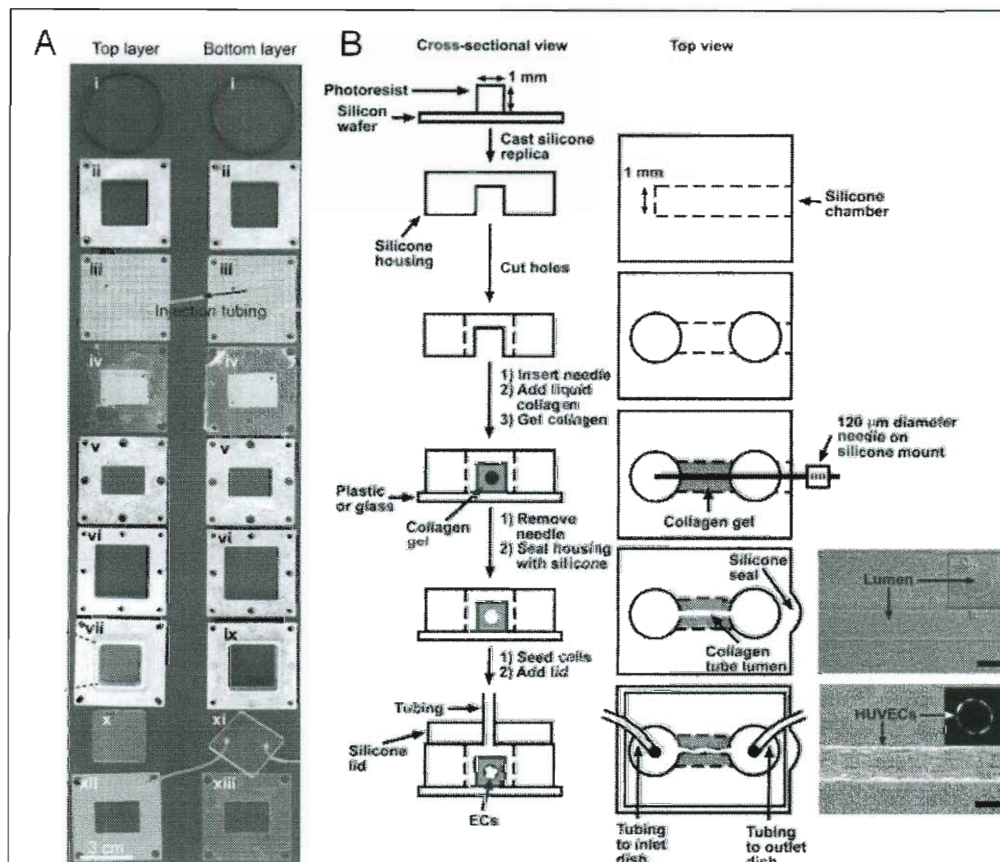 A
Top layer
Bottom layer
i
i
ii
ii
iii
iii
Injection tubing
iv
iv
v
v
vi
vi
vii
ix
x
xi
xii
xiii
3 cm
B
Cross-sectional view
Top view
1 mm
Photoresist
Silicon
wafer
Cast silicone
replica
1 mm
Silicone
chamber
Silicone
housing
Cut holes
1) Insert needle
2) Add liquid
collagen
3) Gel collagen
120 μm diameter
needle on
silicone mount
Plastic
or glass
Collagen
gel
Collagen gel
1) Remove
needle
2) Seal housing
with silicone
Silicone
seal
Lumen
Collagen
tube lumen
1) Seed cells
2) Add lid
Tubing
Silicone
lid
HUVECs
ECs
Tubing
to inlet
dish
Tubing
to outlet
dish